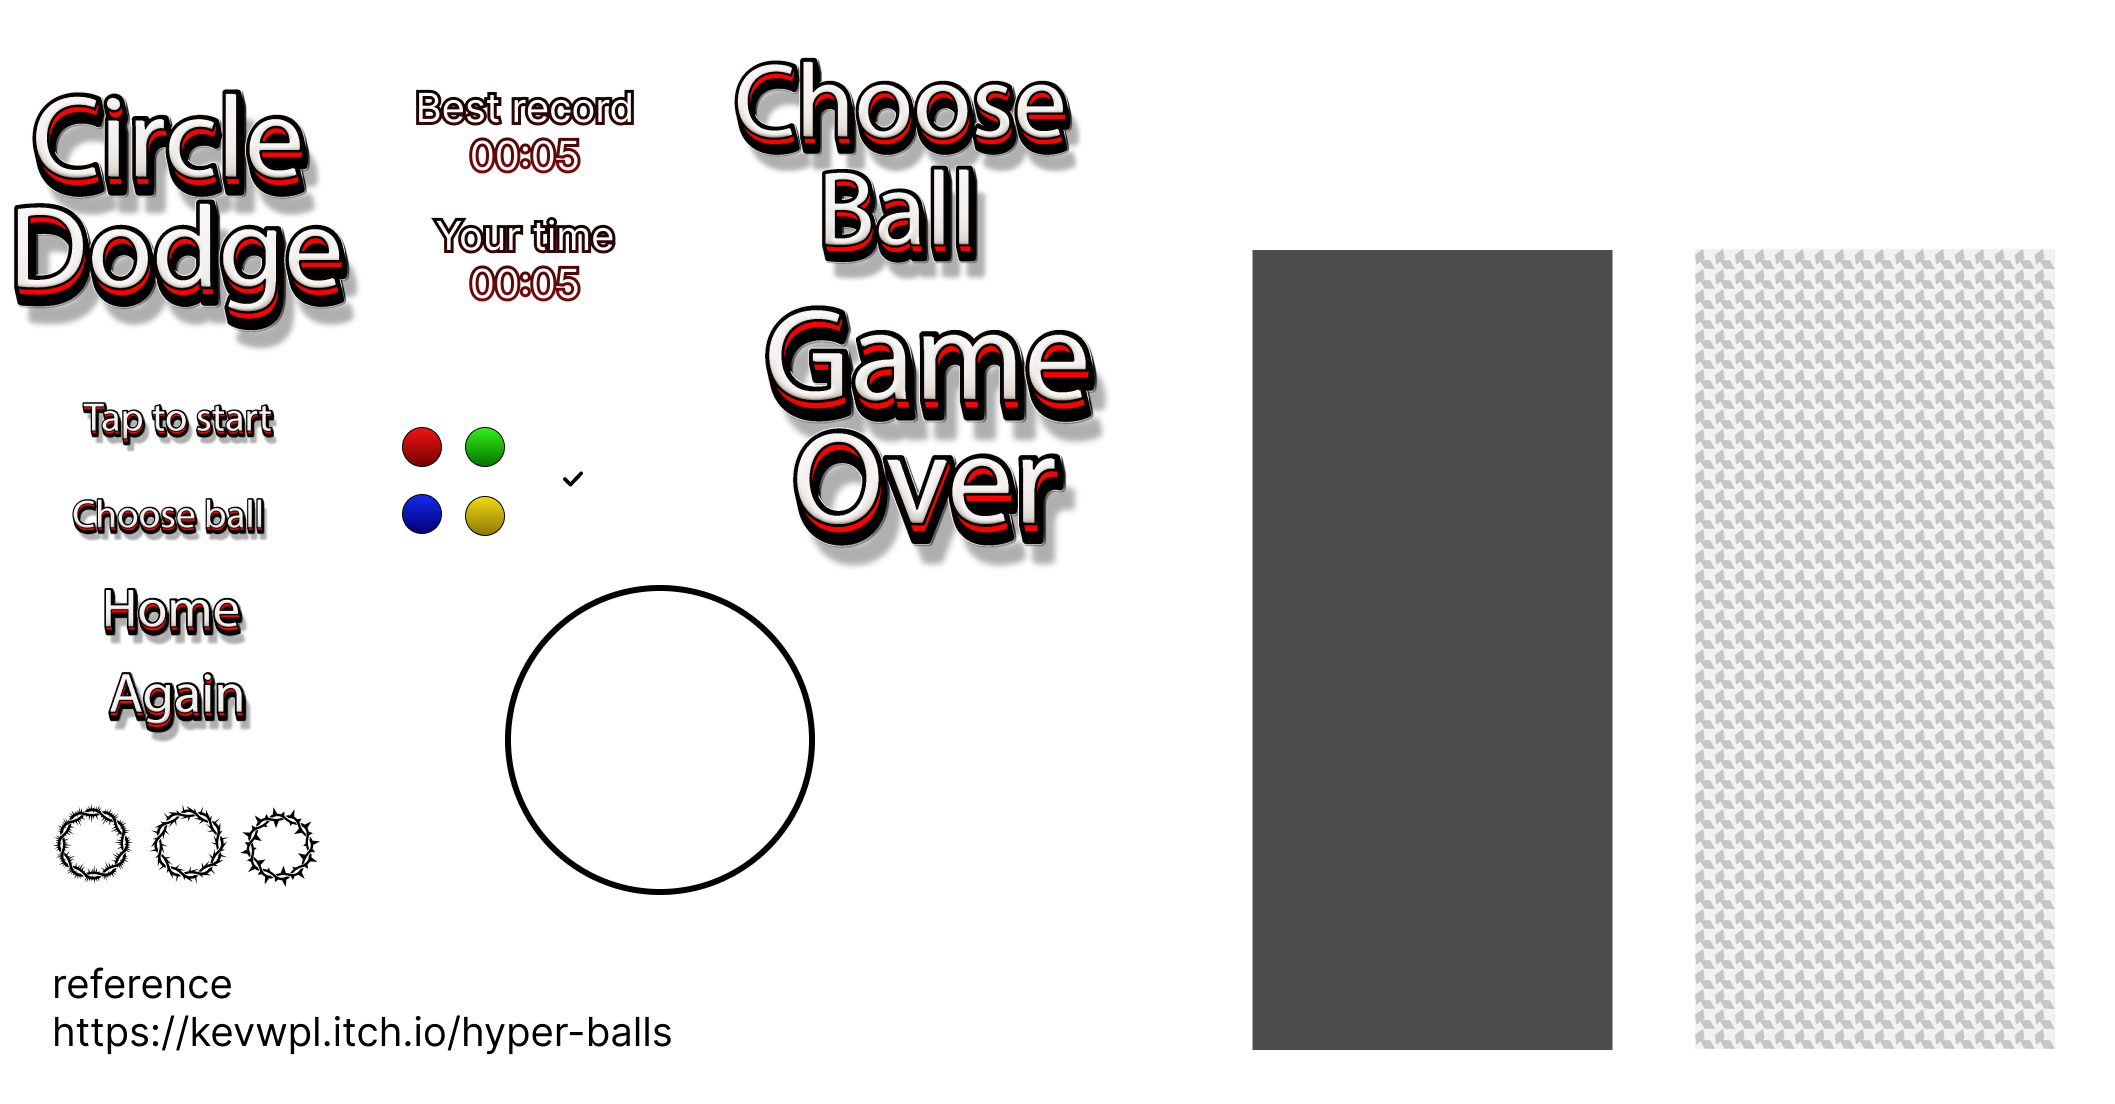 Circle
Dodge
Best record
00:05
Your time
00:05
Choose
Ball
Game
Over
Tap to start
Choose ball
Home
Again
reference
https://kevwpl.itch.io/hyper-balls